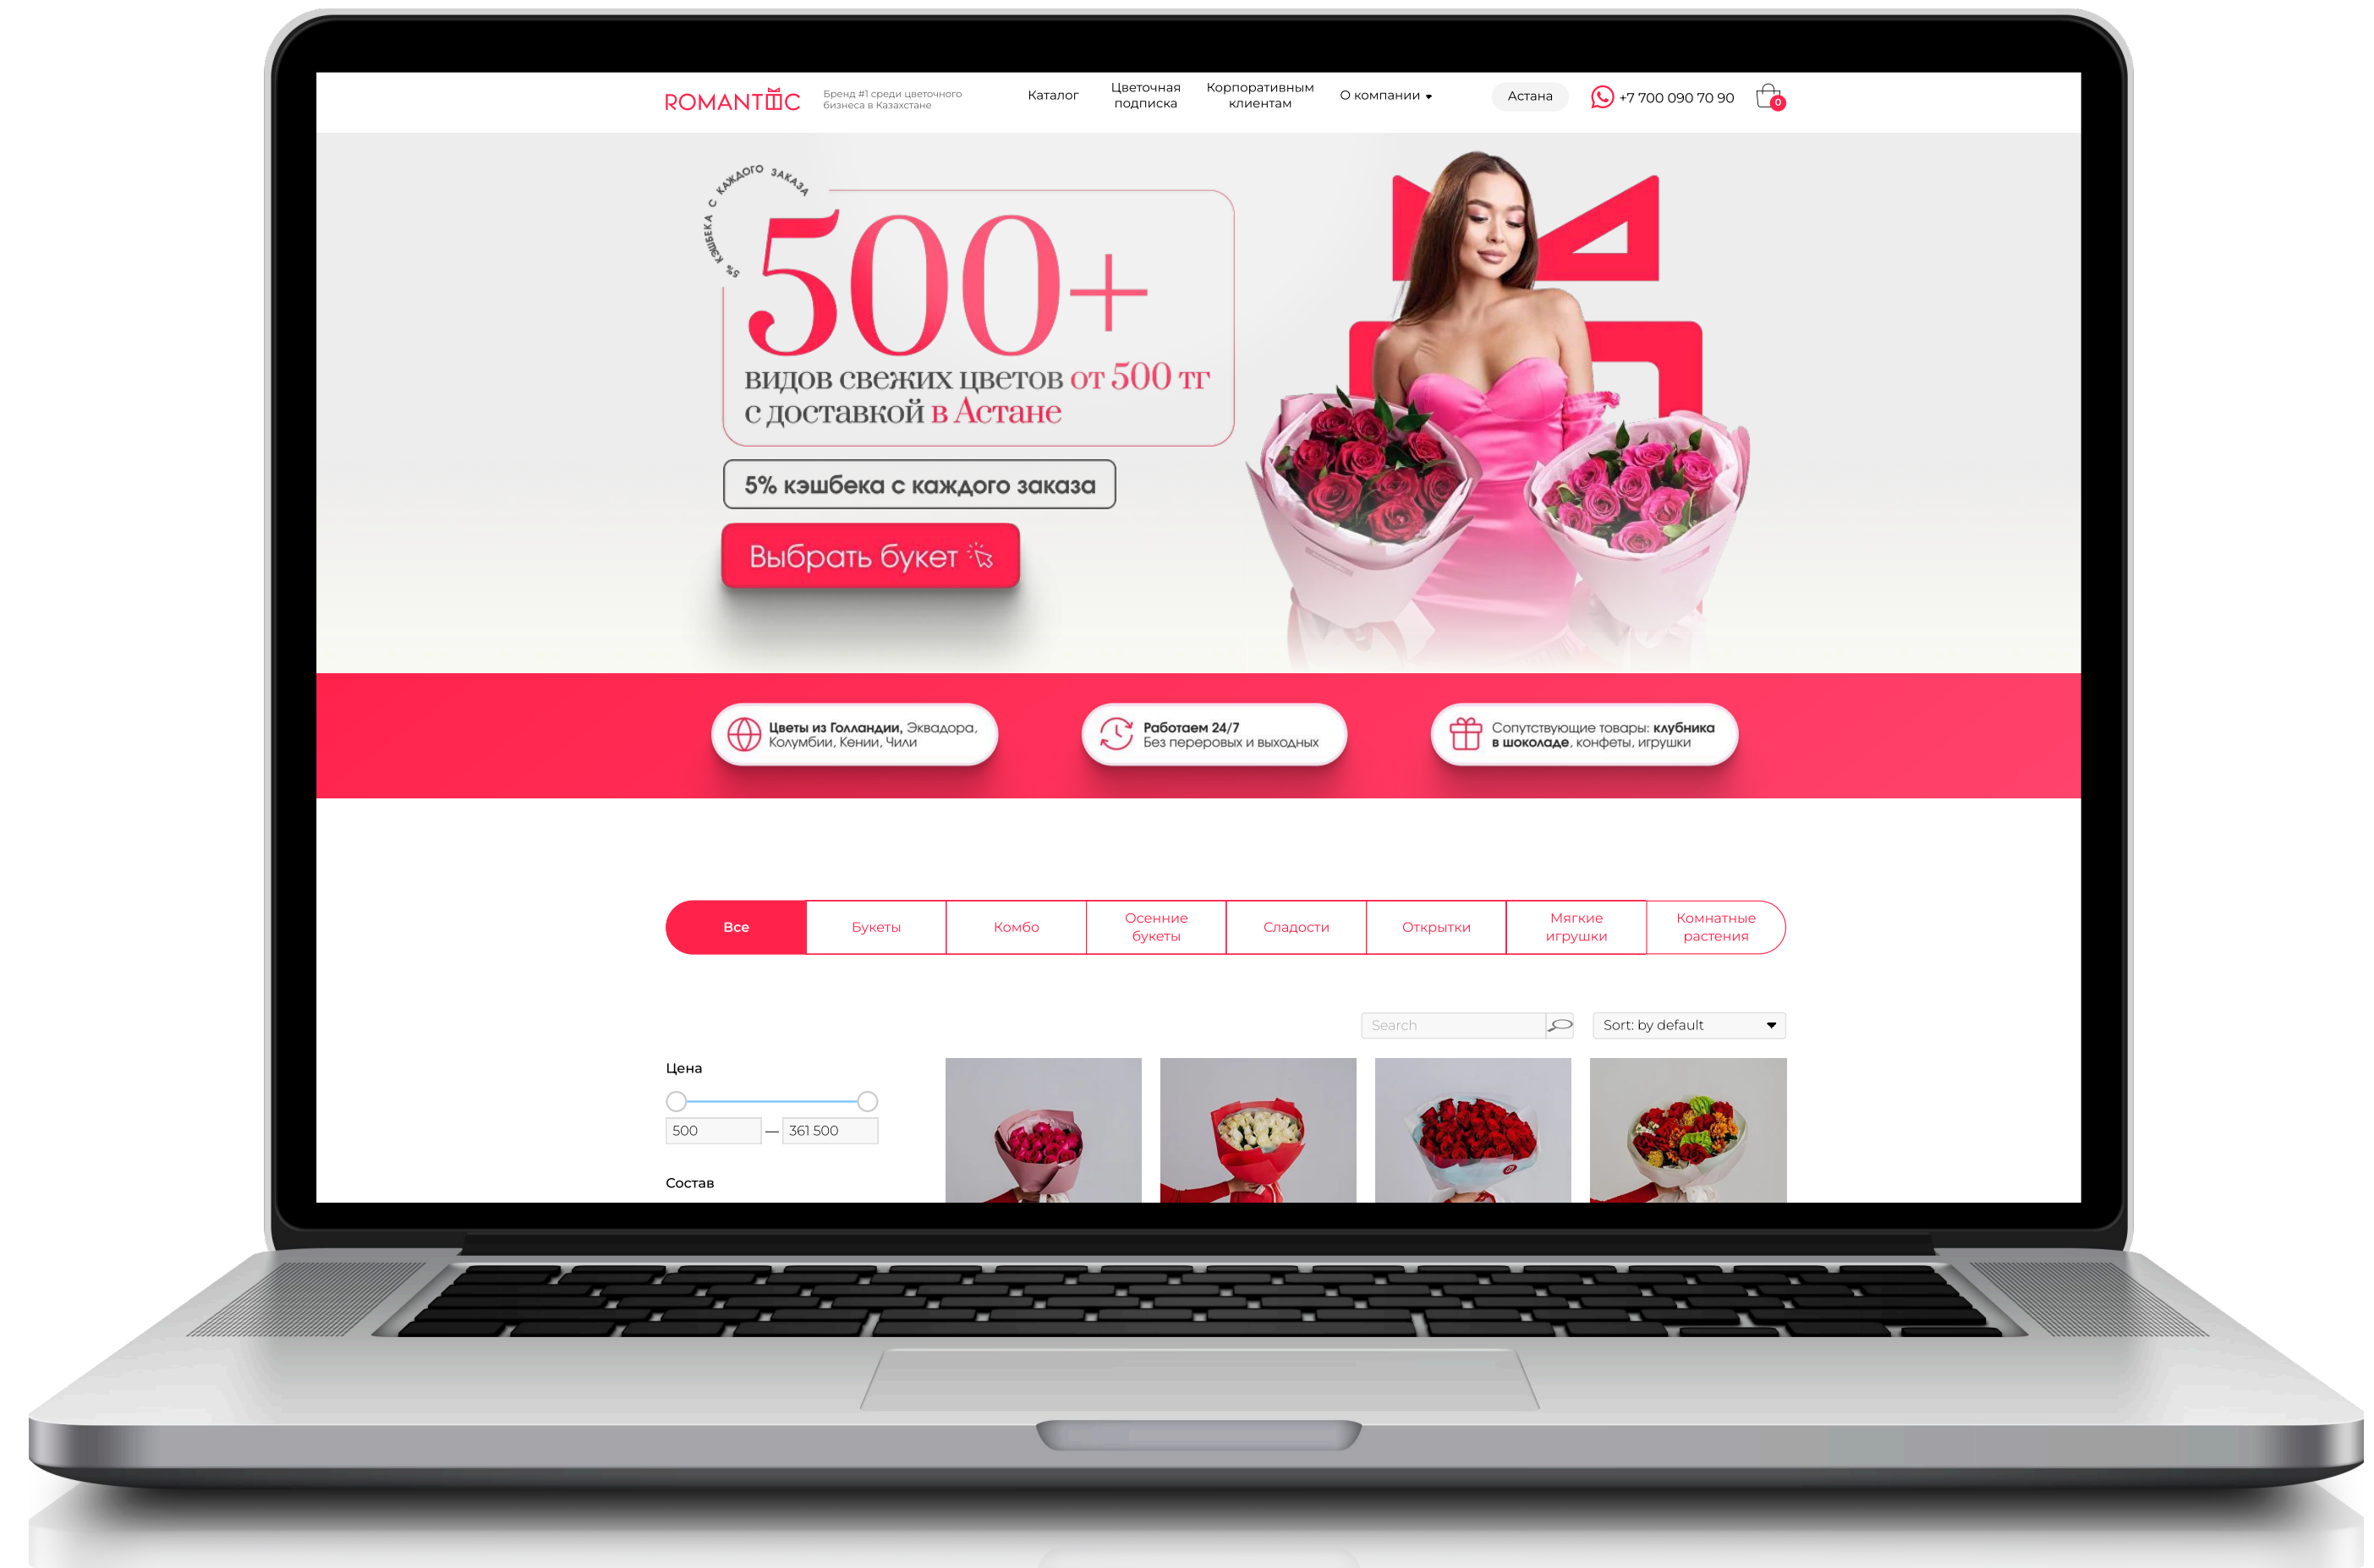 ROMANTIC
Бренд #1 среди цветочного
бизнеса в Казахстане
Каталог
Цветочная
подписка
Корпоративным
клиентам
О компании
Астана
+7 700 090 70 90
0
5% КЭШБЕКА С КАЖДОГО ЗАКАЗА
500+
видов свежих цветов от 500 тг
с доставкой в Астане
5% кэшбека с каждого заказа
Выбрать букет
Цветы из Голландии, Эквадора,
Колумбии, Кении, Чили
Работаем 24/7
Без переровых и выходных
Сопутствующие товары: клубника
в шоколаде, конфеты, игрушки
Все
Букеты
Комбо
Осенние
букеты
Сладости
Открытки
Мягкие
игрушки
Комнатные
растения
Search
Sort: by default
Цена
500 — 361 500
Состав